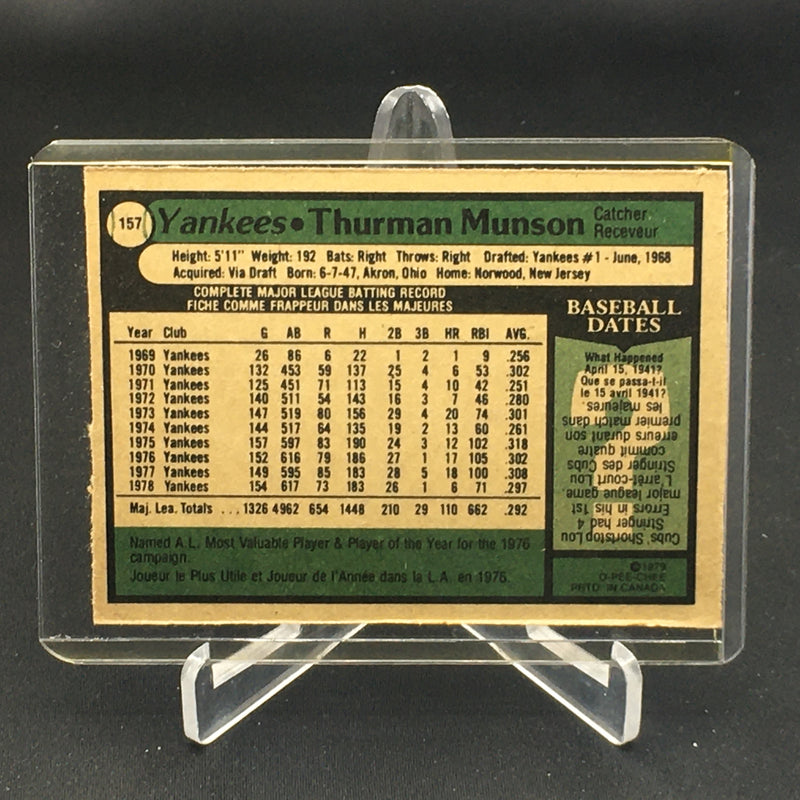 157 Yankees • Thurman Munson Catcher
Receveur
Height: 5'11" Weight: 192 Bats: Right Throws: Right Drafted: Yankees #1 - June, 1968
Acquired: Via Draft Born: 6-7-47, Akron, Ohio Home: Norwood, New Jersey
COMPLETE MAJOR LEAGUE BATTING RECORD
FICHE COMME FRAPPEUR DANS LES MAJEURES
Year Club G AB R H 2B 3B HR RBI AVG.
1969 Yankees 26 86 6 22 1 2 1 9 .256
1970 Yankees 132 453 59 137 25 4 6 53 .302
1971 Yankees 125 451 71 113 15 4 10 42 .251
1972 Yankees 140 511 54 143 16 3 7 46 .280
1973 Yankees 147 519 80 156 29 4 20 74 .301
1974 Yankees 144 517 64 135 19 2 13 60 .261
1975 Yankees 157 597 83 190 24 3 12 102 .318
1976 Yankees 152 616 79 186 27 1 17 105 .302
1977 Yankees 149 595 85 183 28 5 18 100 .308
1978 Yankees 154 617 73 183 26 1 6 71 .297
Maj. Lea. Totals ... 1326 4962 654 1448 210 29 110 662 .292
Named A.L. Most Valuable Player & Player of the Year for the 1976
campaign.
Joueur le Plus Utile et Joueur de l'Année dans la L.A. en 1976.
BASEBALL
DATES
What Happened
April 15, 1941?
Que se passa-t-il
le 15 avril 1941?
Cubs' Shortstop Lou
Stringer had 4
Errors in his 1st
major league game.
L'arrêt-court Lou
Stringer des Cubs
commit quatre
erreurs durant son
premier match dans
les majeures.
©1979
O-PEE-CHEE
PRTD. IN CANADA